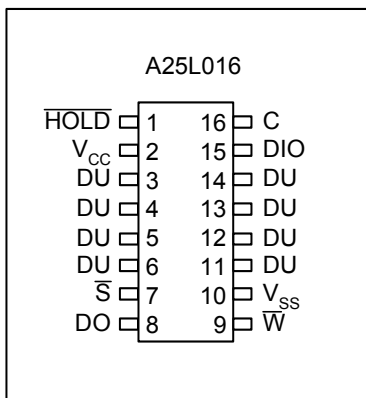 A25L016
HOLD 1 16 C
VCC 2 15 DIO
DU 3 14 DU
DU 4 13 DU
DU 5 12 DU
DU 6 11 DU
S 7 10 VSS
DO 8 9 W